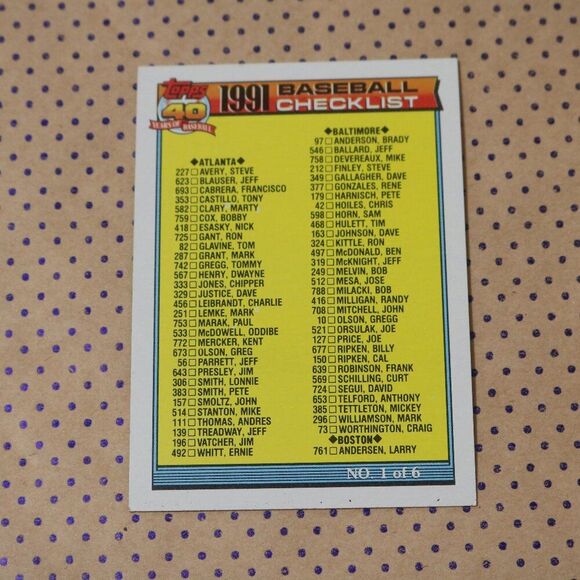 Topps
40
YEARS OF BASEBALL
1991 BASEBALL
CHECKLIST
◆ATLANTA◆
227□AVERY, STEVE
623□BLAUSER, JEFF
693□CABRERA, FRANCISCO
353□CASTILLO, TONY
582□CLARY, MARTY
759□COX, BOBBY
418□ESASKY, NICK
725□GANT, RON
82□GLAVINE, TOM
287□GRANT, MARK
742□GREGG, TOMMY
567□HENRY, DWAYNE
333□JONES, CHIPPER
329□JUSTICE, DAVE
456□LEIBRANDT, CHARLIE
251□LEMKE, MARK
753□MARAK, PAUL
533□McDOWELL, ODDIBE
772□MERCKER, KENT
673□OLSON, GREG
56□PARRETT, JEFF
643□PRESLEY, JIM
306□SMITH, LONNIE
383□SMITH, PETE
157□SMOLTZ, JOHN
514□STANTON, MIKE
111□THOMAS, ANDRES
139□TREADWAY, JEFF
196□VATCHER, JIM
492□WHITT, ERNIE
◆BALTIMORE◆
97□ANDERSON, BRADY
546□BALLARD, JEFF
758□DEVEREAUX, MIKE
212□FINLEY, STEVE
349□GALLAGHER, DAVE
377□GONZALES, RENE
179□HARNISCH, PETE
42□HOILES, CHRIS
598□HORN, SAM
468□HULETT, TIM
163□JOHNSON, DAVE
324□KITTLE, RON
497□McDONALD, BEN
319□McKNIGHT, JEFF
249□MELVIN, BOB
512□MESA, JOSE
788□MILACKI, BOB
416□MILLIGAN, RANDY
708□MITCHELL, JOHN
10□OLSON, GREGG
521□ORSULAK, JOE
127□PRICE, JOE
677□RIPKEN, BILLY
150□RIPKEN, CAL
639□ROBINSON, FRANK
569□SCHILLING, CURT
724□SEGUI, DAVID
653□TELFORD, ANTHONY
385□TETTLETON, MICKEY
296□WILLIAMSON, MARK
73□WORTHINGTON, CRAIG
◆BOSTON◆
761□ANDERSEN, LARRY
NO. 1 of 6